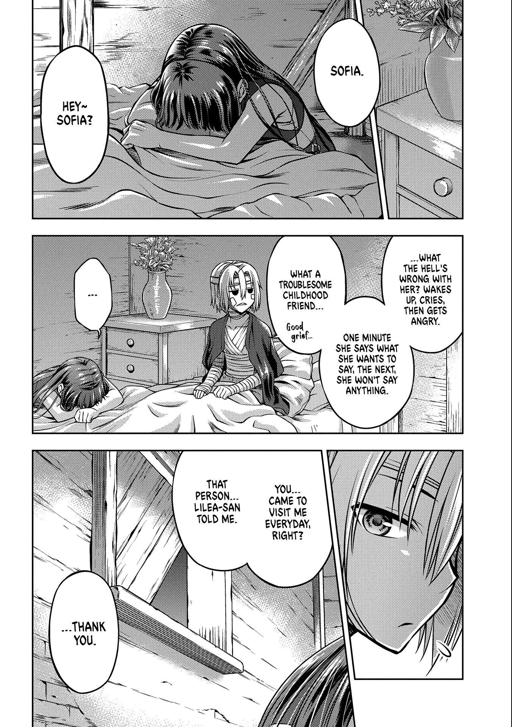 SOFIA.
HEY~
SOFIA?
...WHAT
THE HELL'S
WRONG WITH
HER? WAKES
UP, CRIES,
THEN GETS
ANGRY.
ONE MINUTE
SHE SAYS WHAT
SHE WANTS TO
SAY, THE NEXT,
SHE WON'T SAY
ANYTHING.
WHAT A
TROUBLESOME
CHILDHOOD
FRIEND...
Good
grief...
...
YOU...
CAME TO
VISIT ME
EVERYDAY,
RIGHT?
THAT
PERSON...
LILEA-SAN
TOLD ME.
...THANK
YOU.